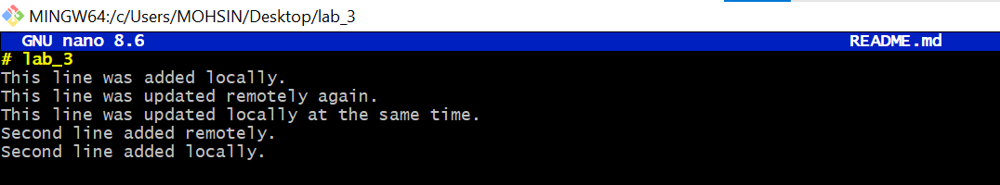 MINGW64:/c/Users/MOHSIN/Desktop/lab_3
GNU nano 8.6 README.md
# lab_3
This line was added locally.
This line was updated remotely again.
This line was updated locally at the same time.
Second line added remotely.
Second line added locally.